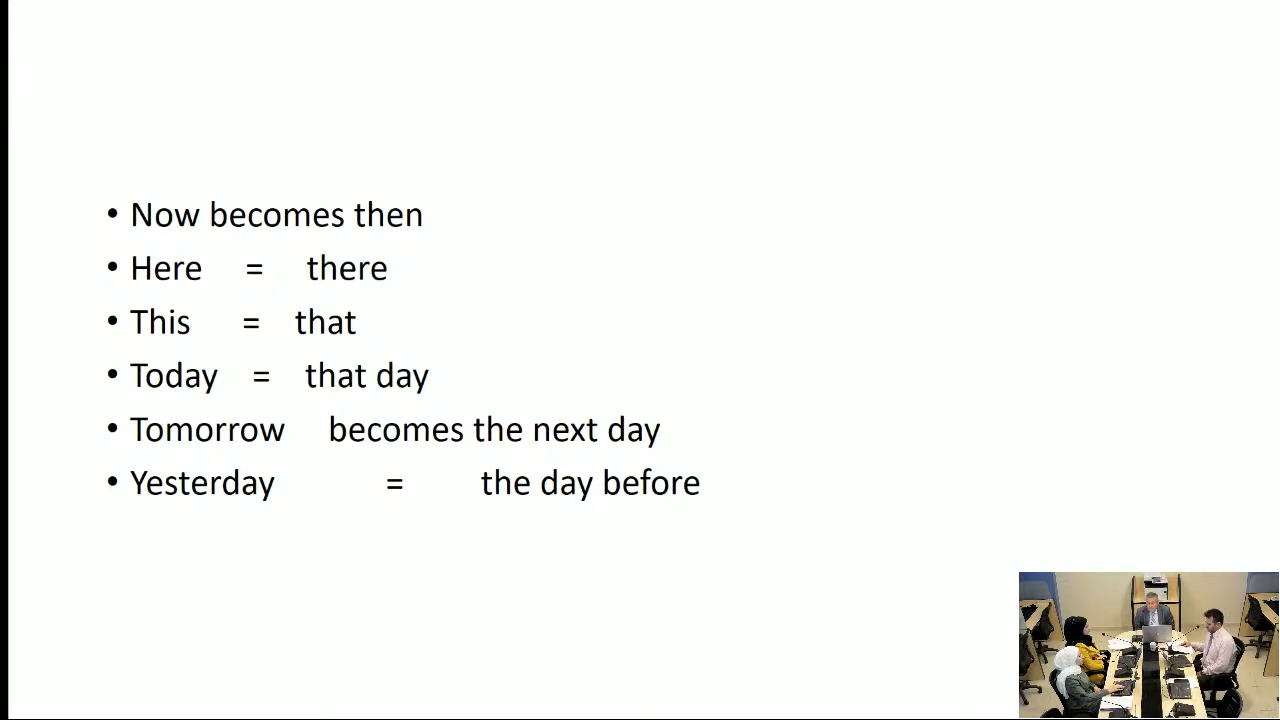 • Now becomes then
• Here = there
• This = that
• Today = that day
• Tomorrow becomes the next day
• Yesterday = the day before